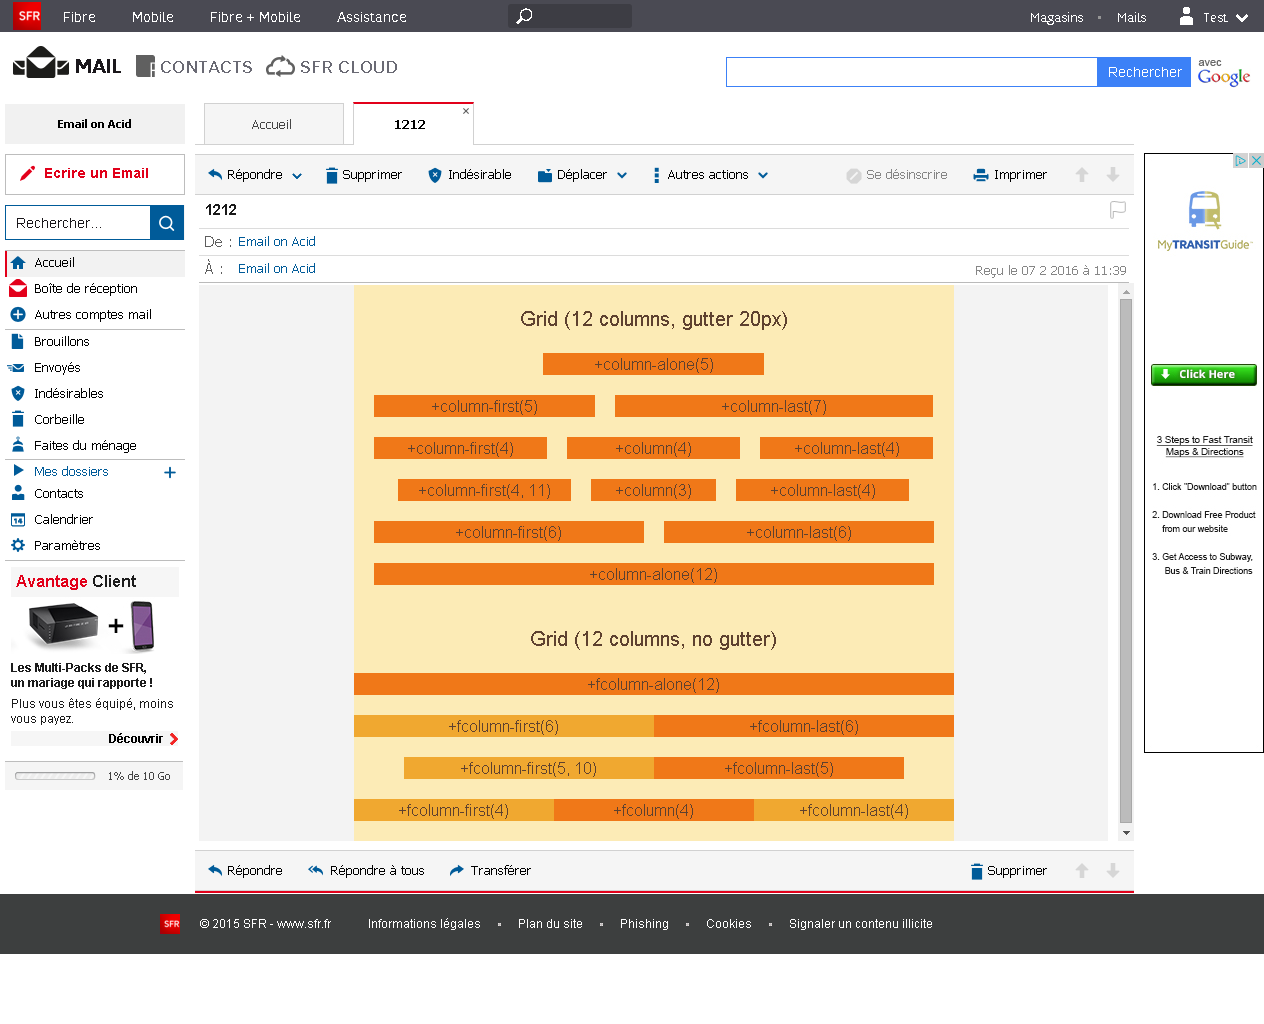 SFR Fibre Mobile Fibre + Mobile Assistance Magasins Mails Test
MAIL CONTACTS SFR CLOUD
Rechercher avec Google
Email on Acid
Accueil 1212 ×
Ecrire un Email
Répondre Supprimer Indésirable Déplacer Autres actions Se désinscrire Imprimer
Rechercher...
1212
De : Email on Acid
À : Email on Acid Reçu le 07 2 2016 à 11:39
Accueil
Boîte de réception
Autres comptes mail
Brouillons
Envoyés
Indésirables
Corbeille
Faites du ménage
Mes dossiers +
Contacts
14 Calendrier
Paramètres
Avantage Client
+
Les Multi-Packs de SFR,
un mariage qui rapporte !
Plus vous êtes équipé, moins
vous payez.
Découvrir
1% de 10 Go
Grid (12 columns, gutter 20px)
+column-alone(5)
+column-first(5) +column-last(7)
+column-first(4) +column(4) +column-last(4)
+column-first(4, 11) +column(3) +column-last(4)
+column-first(6) +column-last(6)
+column-alone(12)
Grid (12 columns, no gutter)
+fcolumn-alone(12)
+fcolumn-first(6) +fcolumn-last(6)
+fcolumn-first(5, 10) +fcolumn-last(5)
+fcolumn-first(4) +fcolumn(4) +fcolumn-last(4)
MyTRANSITGuide™
Click Here
3 Steps to Fast Transit
Maps & Directions
1. Click "Download" button
2. Download Free Product
from our website
3. Get Access to Subway,
Bus & Train Directions
Répondre Répondre à tous Transférer Supprimer
SFR © 2015 SFR - www.sfr.fr Informations légales Plan du site Phishing Cookies Signaler un contenu illicite